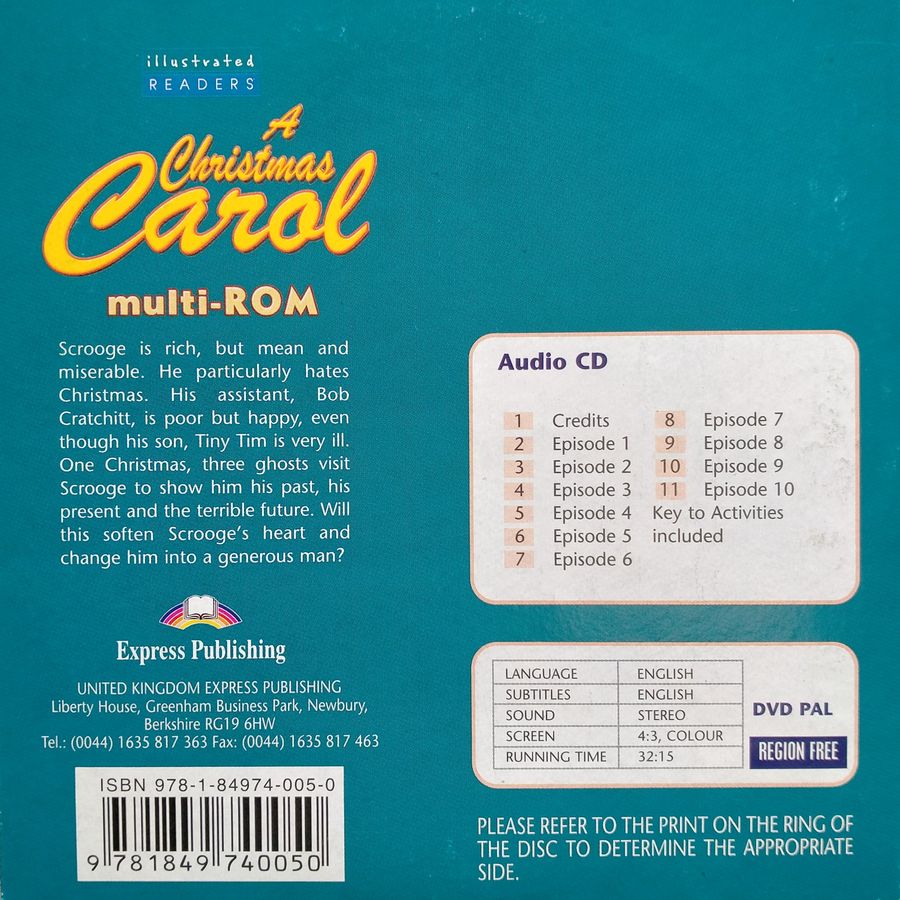 illustrated
READERS
A
Christmas
Carol
multi-ROM
Scrooge is rich, but mean and
miserable. He particularly hates
Christmas. His assistant, Bob
Cratchitt, is poor but happy, even
though his son, Tiny Tim is very ill.
One Christmas, three ghosts visit
Scrooge to show him his past, his
present and the terrible future. Will
this soften Scrooge's heart and
change him into a generous man?
Express Publishing
UNITED KINGDOM EXPRESS PUBLISHING
Liberty House, Greenham Business Park, Newbury,
Berkshire RG19 6HW
Tel.: (0044) 1635 817 363 Fax: (0044) 1635 817 463
ISBN 978-1-84974-005-0
9 781849 740050
Audio CD
1 Credits
2 Episode 1
3 Episode 2
4 Episode 3
5 Episode 4
6 Episode 5
7 Episode 6
8 Episode 7
9 Episode 8
10 Episode 9
11 Episode 10
Key to Activities
included
LANGUAGE ENGLISH
SUBTITLES ENGLISH
SOUND STEREO
SCREEN 4:3, COLOUR
RUNNING TIME 32:15
DVD PAL
REGION FREE
PLEASE REFER TO THE PRINT ON THE RING OF
THE DISC TO DETERMINE THE APPROPRIATE
SIDE.